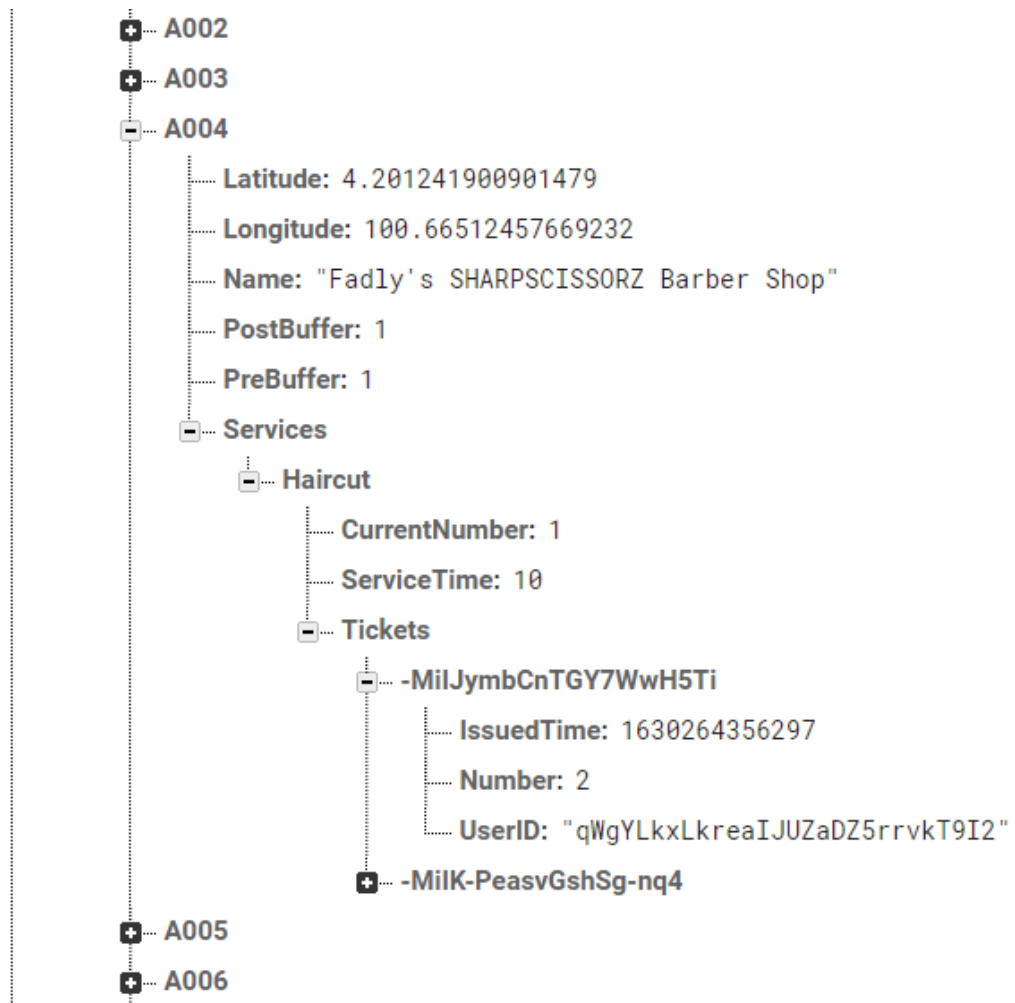 A002
A003
A004
Latitude: 4.201241900901479
Longitude: 100.66512457669232
Name: "Fadly's SHARPSCISSORZ Barber Shop"
PostBuffer: 1
PreBuffer: 1
Services
Haircut
CurrentNumber: 1
ServiceTime: 10
Tickets
-MilJymbCnTGY7WwH5Ti
IssuedTime: 1630264356297
Number: 2
UserID: "qWgYLkxLkreaIJUZaDZ5rrvkT9I2"
-MilK-PeasvGshSg-nq4
A005
A006